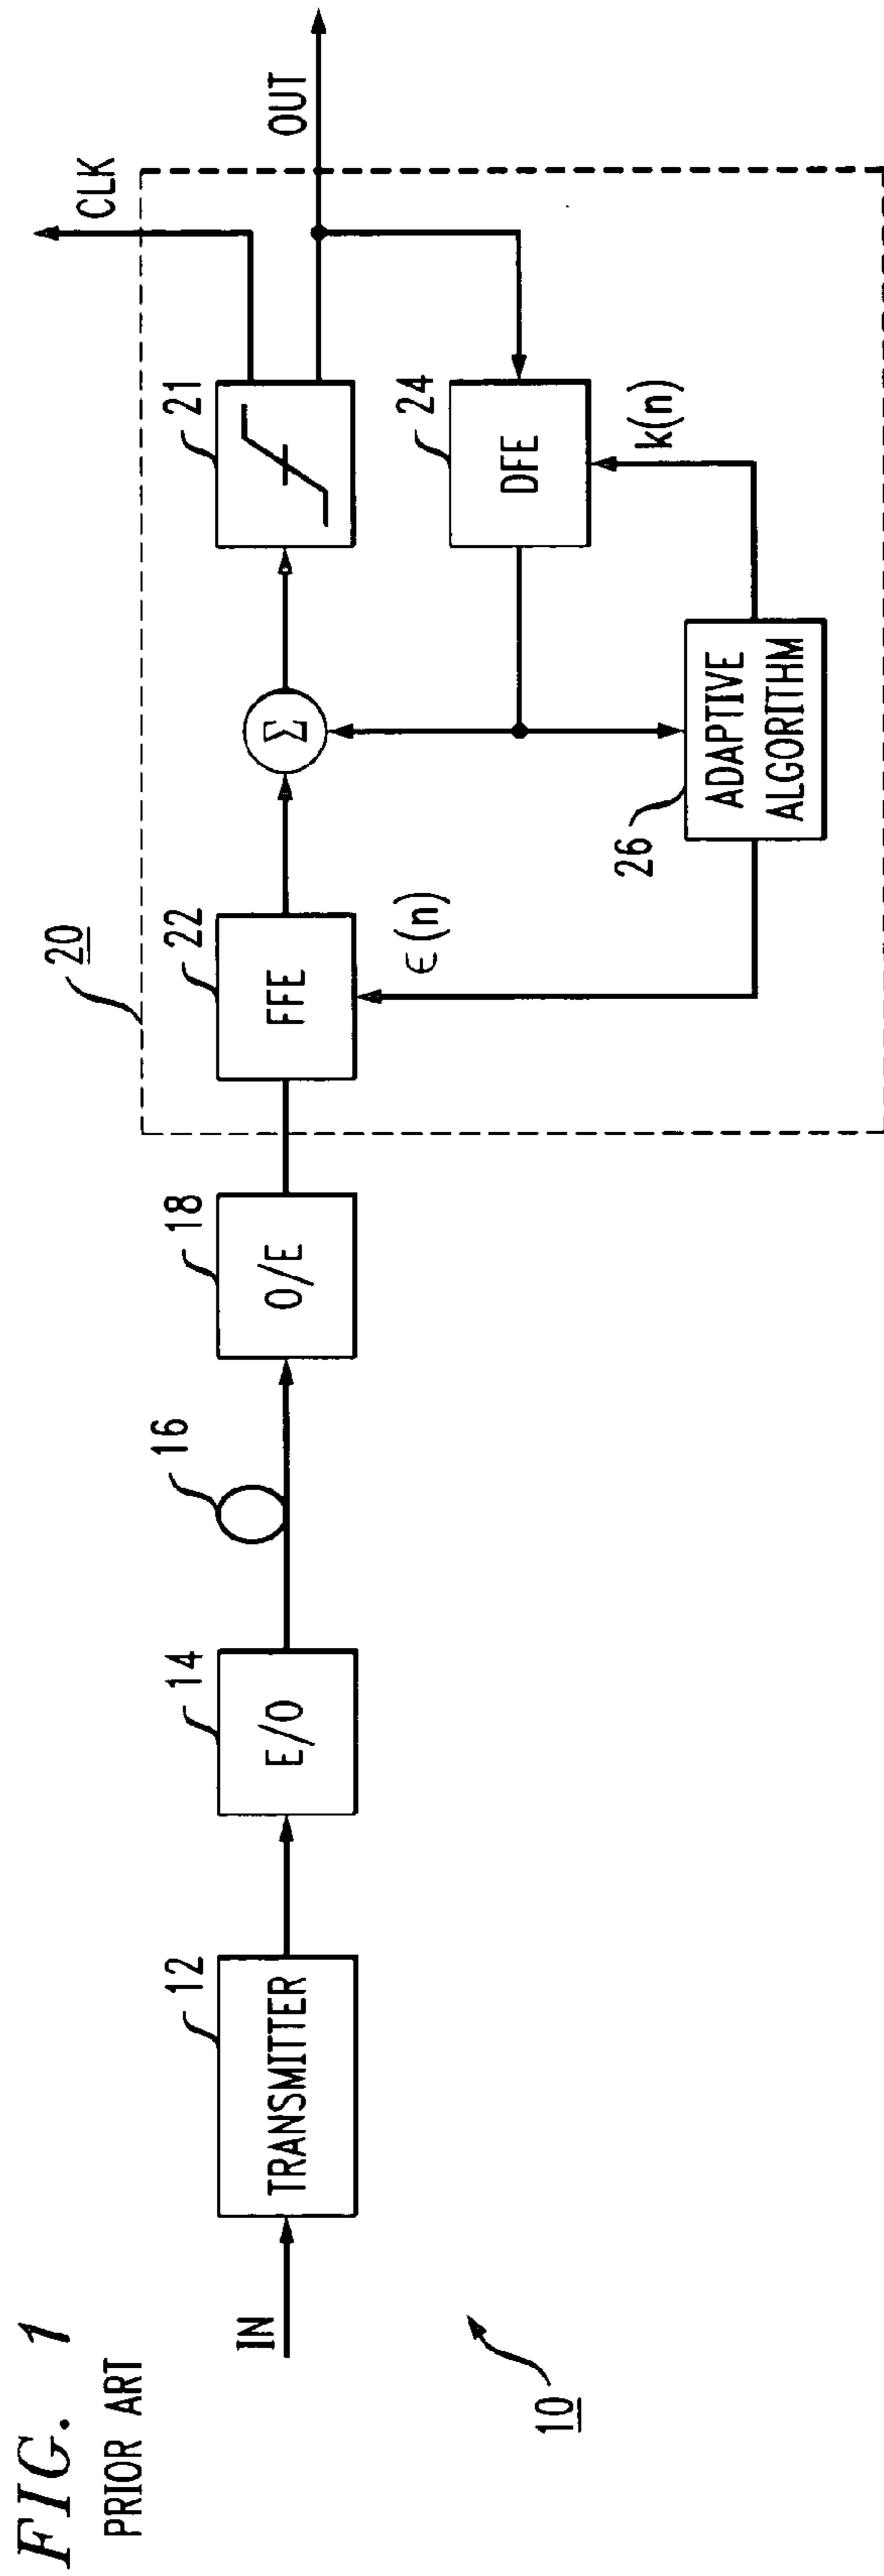 FIG. 1
PRIOR ART
IN
10
TRANSMITTER
12
E/O
14
16
O/E
18
20
FFE
22
ϵ(n)
Σ
21
CLK
OUT
DFE
24
k(n)
ADAPTIVE
ALGORITHM
26